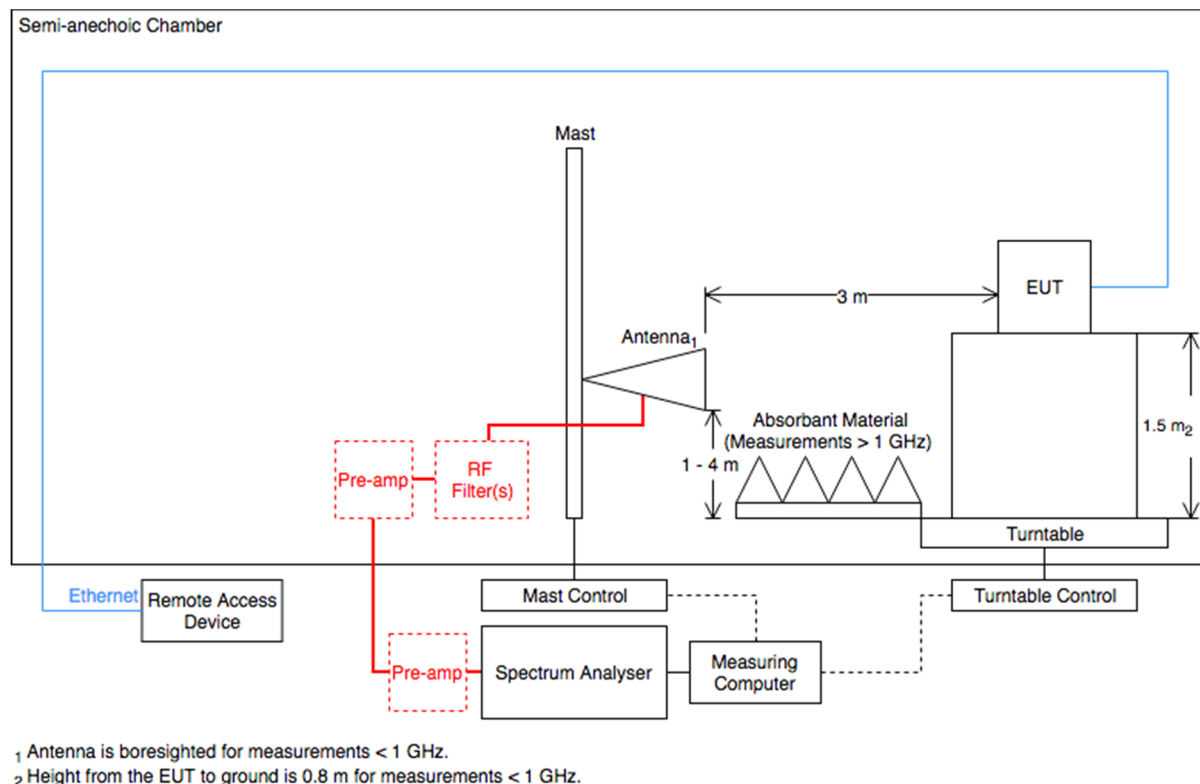 Semi-anechoic Chamber
Mast
EUT
3 m
Antenna1
Absorbant Material
(Measurements > 1 GHz)
1.5 m2
1 - 4 m
Pre-amp
RF
Filter(s)
Turntable
Ethernet
Remote Access
Device
Mast Control
Turntable Control
Pre-amp
Spectrum Analyser
Measuring
Computer
1 Antenna is boresighted for measurements < 1 GHz.
2 Height from the EUT to ground is 0.8 m for measurements < 1 GHz.